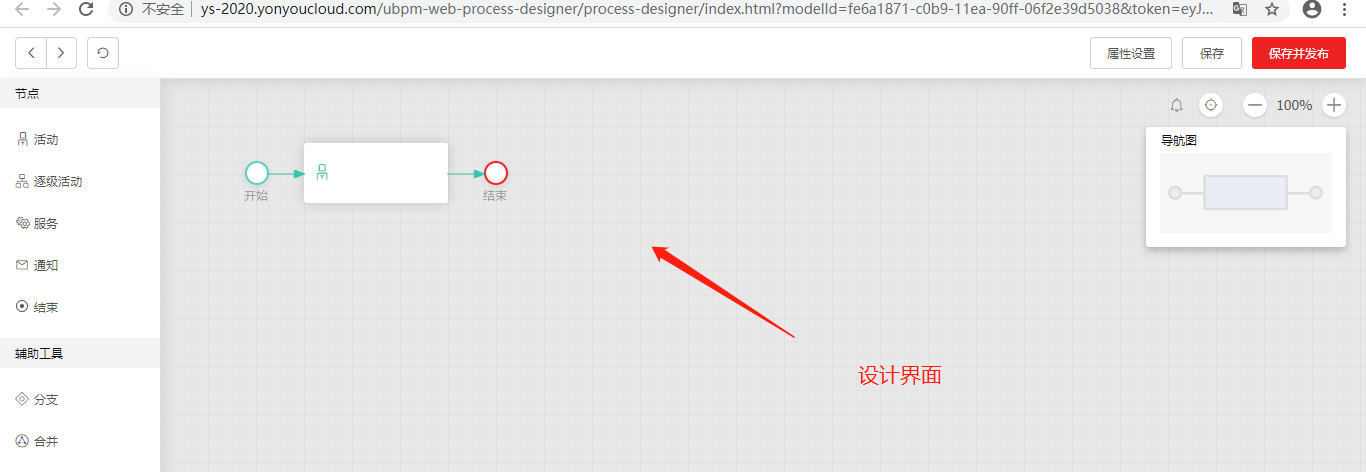 不安全 ys-2020.yonyoucloud.com/ubpm-web-process-designer/process-designer/index.html?modelId=fe6a1871-c0b9-11ea-90ff-06f2e39d5038&token=eyJ...
属性设置 保存 保存并发布
节点
活动
逐级活动
服务
通知
结束
辅助工具
分支
合并
开始 结束
100%
导航图
设计界面